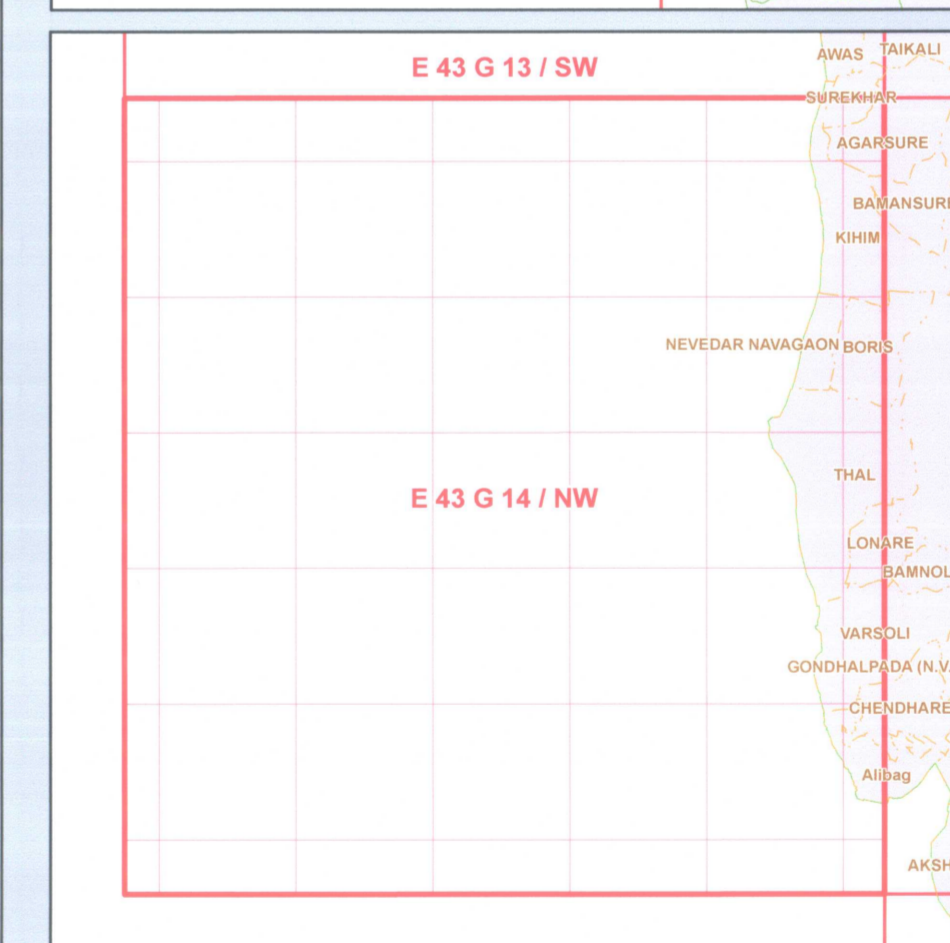 AWAS
TAIKALI
E 43 G 13 / SW
SUREKHAR
AGARSURE
BAMANSURE
KIHIM
NEVEDAR NAVAGAON
BORIS
THAL
E 43 G 14 / NW
LONARE
BAMNOL
VARSOLI
GONDHALPADA (N.V.
CHENDHARE
Alibag
AKSH